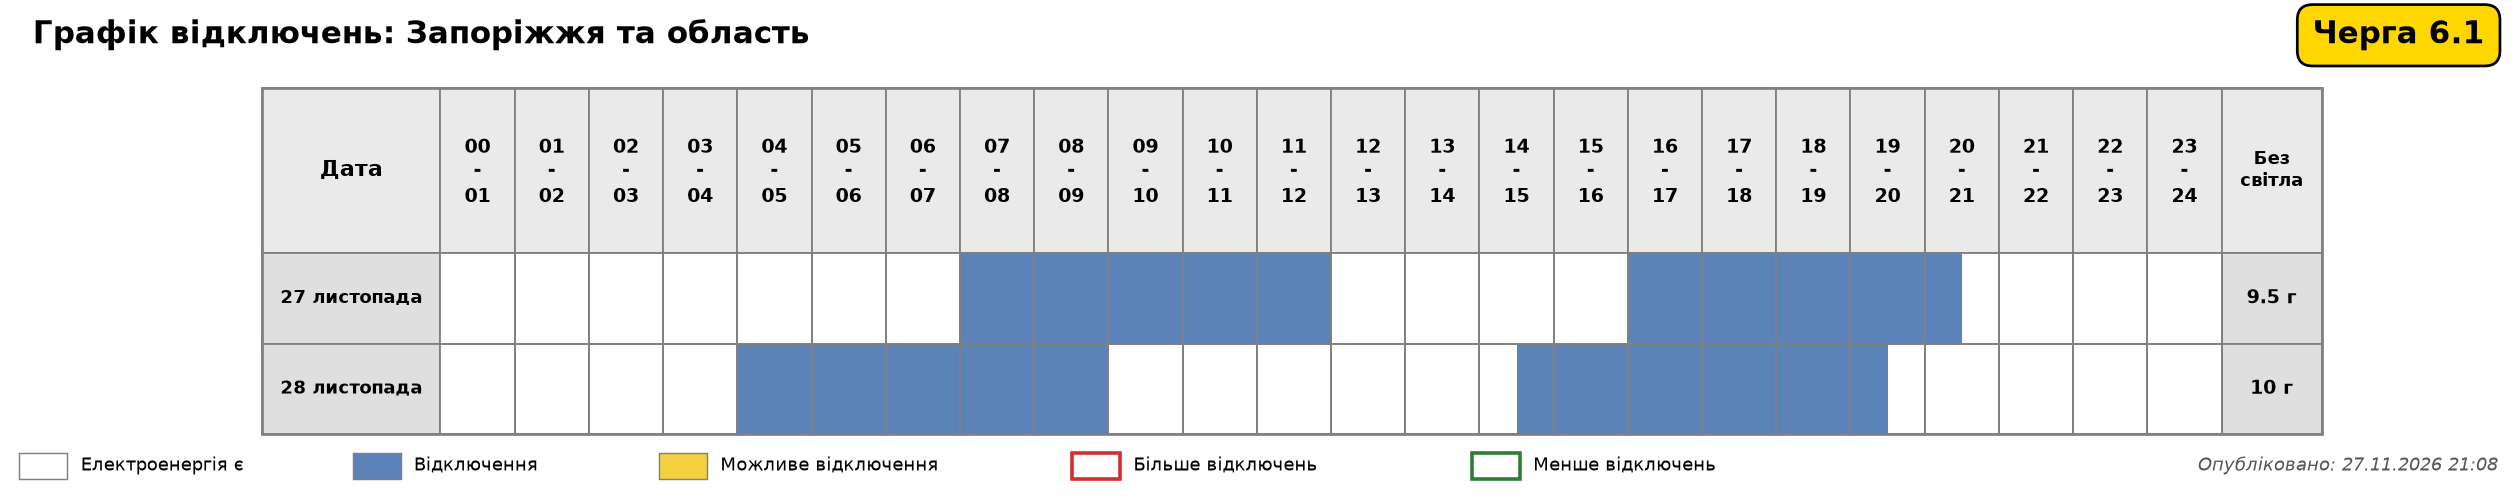 Графік відключень: Запоріжжя та область
Черга 6.1
Дата
00 - 01
01 - 02
02 - 03
03 - 04
04 - 05
05 - 06
06 - 07
07 - 08
08 - 09
09 - 10
10 - 11
11 - 12
12 - 13
13 - 14
14 - 15
15 - 16
16 - 17
17 - 18
18 - 19
19 - 20
20 - 21
21 - 22
22 - 23
23 - 24
Без
світла
27 листопада
9.5 г
28 листопада
10 г
Електроенергія є
Відключення
Можливе відключення
Більше відключень
Менше відключень
Опубліковано: 27.11.2026 21:08